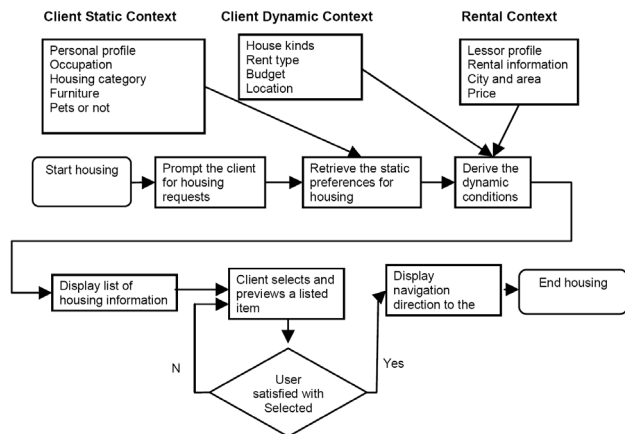 Client Static Context
Client Dynamic Context
Rental Context
Personal profile
Occupation
Housing category
Furniture
Pets or not
House kinds
Rent type
Budget
Location
Lessor profile
Rental information
City and area
Price
Start housing
Prompt the client
for housing
requests
Retrieve the static
preferences for
housing
Derive the
dynamic
conditions
Display list of
housing information
Client selects and
previews a listed
item
Display
navigation
direction to the
End housing
N
User
satisfied with
Selected
Yes